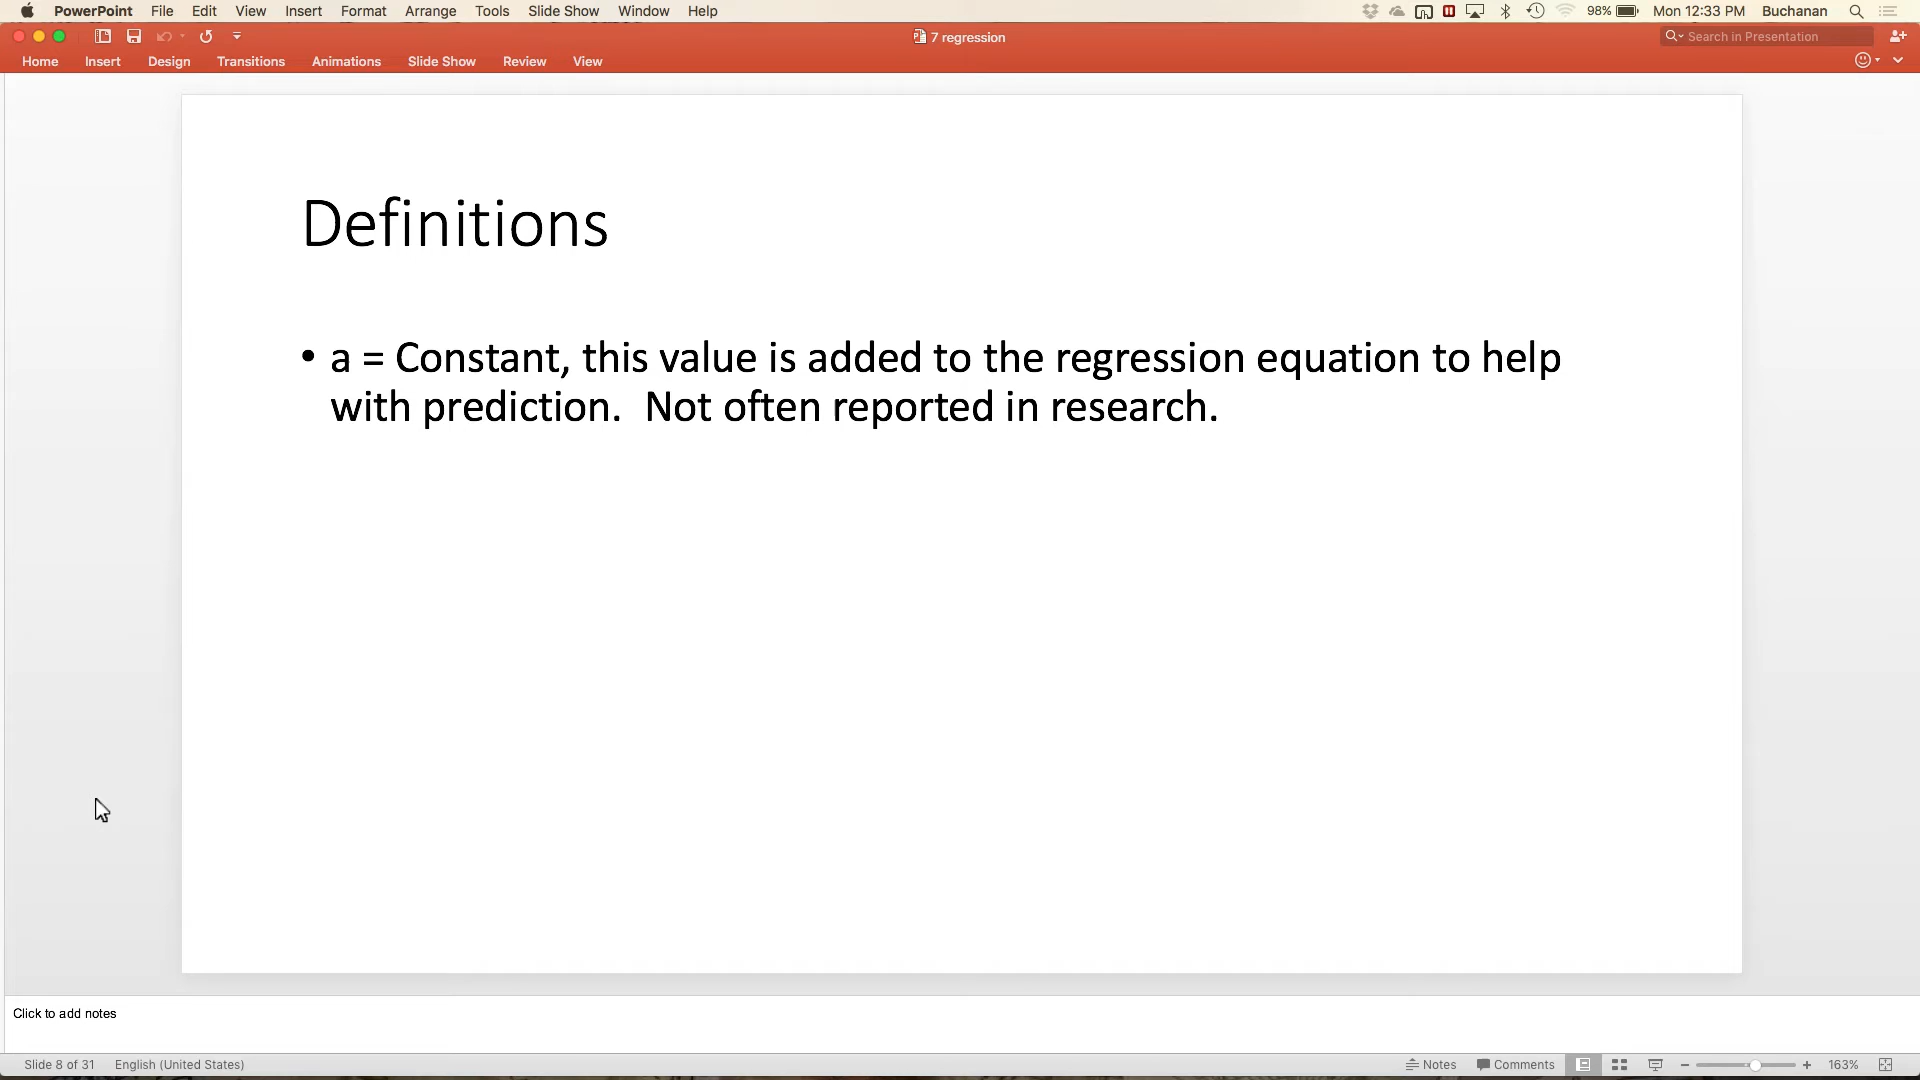 PowerPoint File Edit View Insert Format Arrange Tools Slide Show Window Help 98% Mon 12:33 PM Buchanan
7 regression Search in Presentation
Home Insert Design Transitions Animations Slide Show Review View
Definitions
• a = Constant, this value is added to the regression equation to help
with prediction.  Not often reported in research.
Click to add notes
Slide 8 of 31 English (United States) Notes Comments 163%